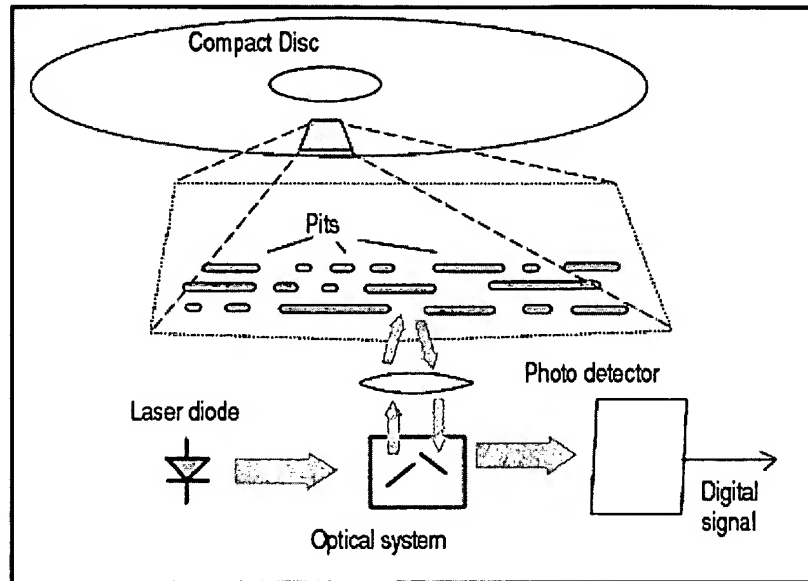 Compact Disc
Pits
Photo detector
Laser diode
Digital
signal
Optical system